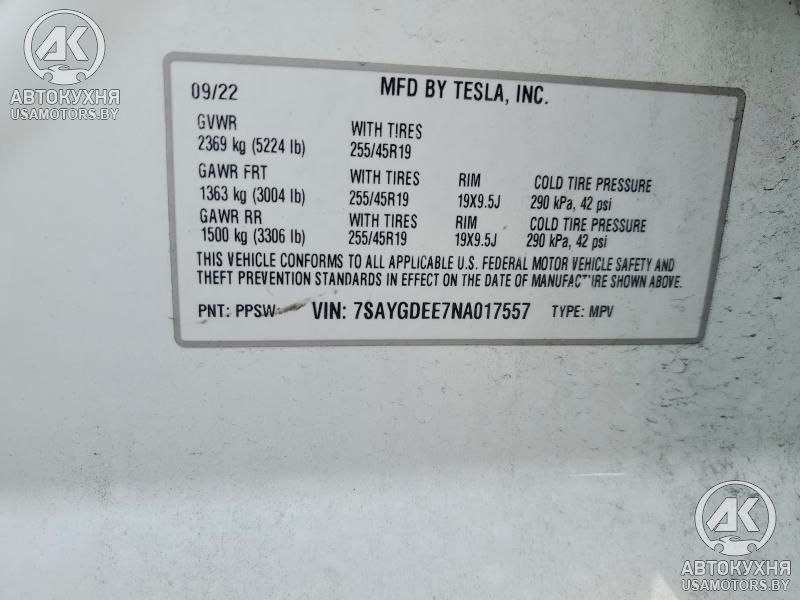 AK
АВТОКУХНЯ
USAMOTORS.BY
09/22 MFD BY TESLA, INC.
GVWR WITH TIRES
2369 kg (5224 lb) 255/45R19
GAWR FRT WITH TIRES RIM COLD TIRE PRESSURE
1363 kg (3004 lb) 255/45R19 19X9.5J 290 kPa, 42 psi
GAWR RR WITH TIRES RIM COLD TIRE PRESSURE
1500 kg (3306 lb) 255/45R19 19X9.5J 290 kPa, 42 psi
THIS VEHICLE CONFORMS TO ALL APPLICABLE U.S. FEDERAL MOTOR VEHICLE SAFETY AND
THEFT PREVENTION STANDARDS IN EFFECT ON THE DATE OF MANUFACTURE SHOWN ABOVE.
PNT: PPSW VIN: 7SAYGDEE7NA017557 TYPE: MPV
AK
АВТОКУХНЯ
USAMOTORS.BY